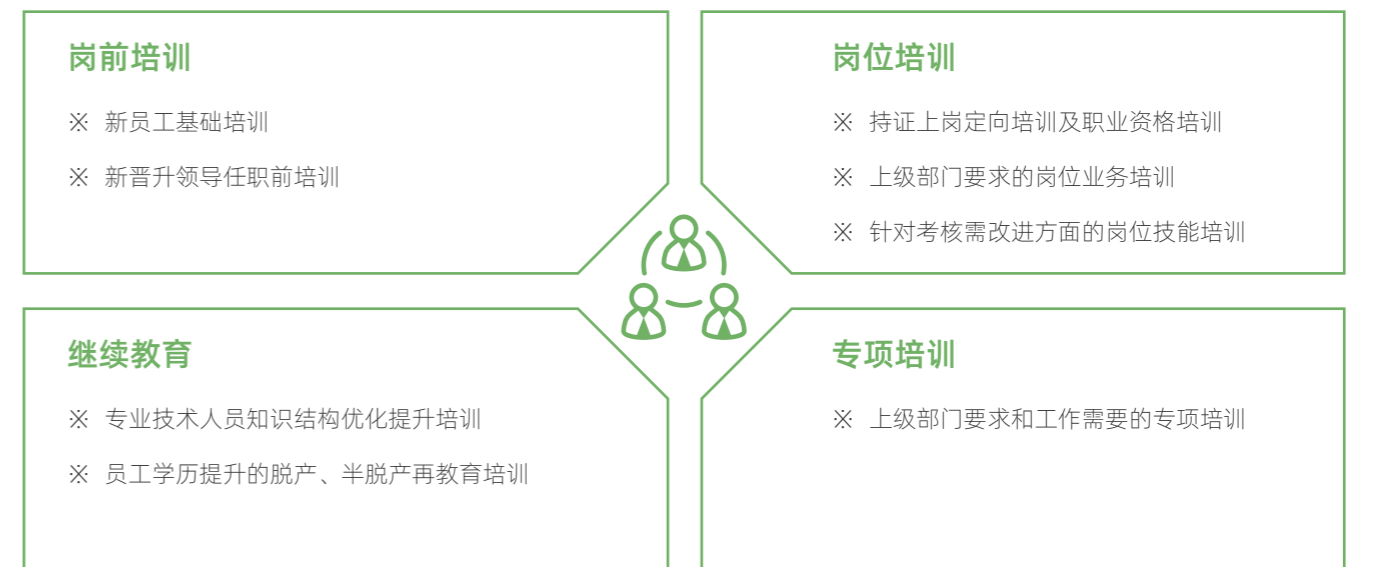 岗前培训
※ 新员工基础培训
※ 新晋升领导任职前培训
岗位培训
※ 持证上岗定向培训及职业资格培训
※ 上级部门要求的岗位业务培训
※ 针对考核需改进方面的岗位技能培训
继续教育
※ 专业技术人员知识结构优化提升培训
※ 员工学历提升的脱产、半脱产再教育培训
专项培训
※ 上级部门要求和工作需要的专项培训